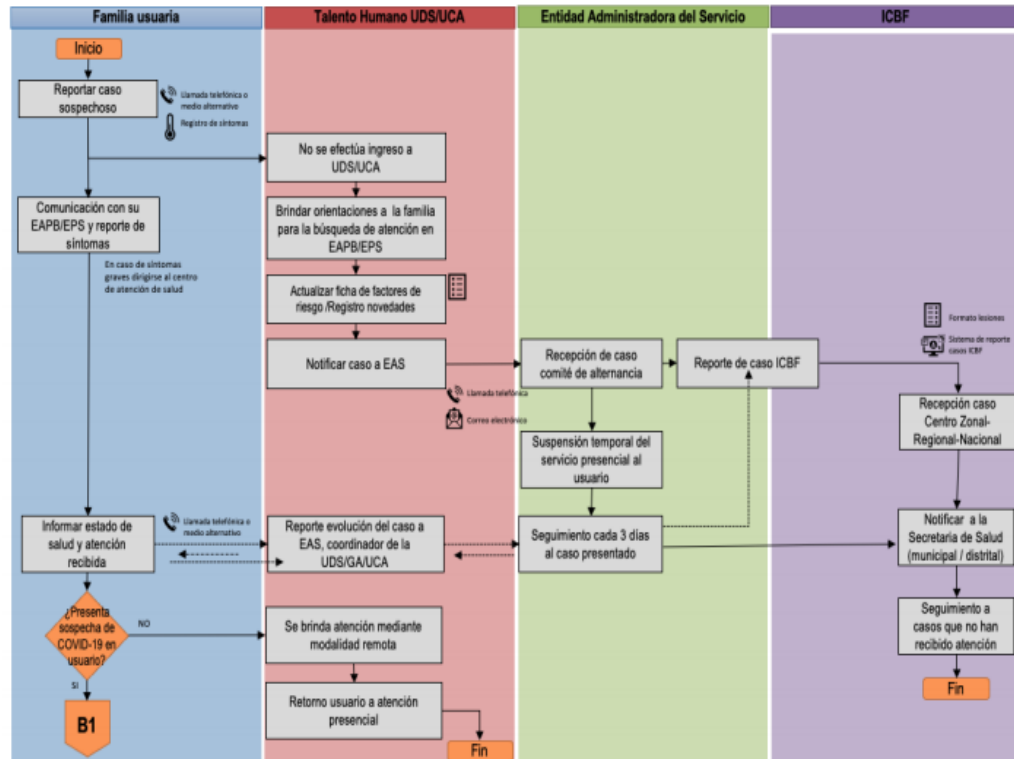 Familia usuaria
Talento Humano UDS/UCA
Entidad Administradora del Servicio
ICBF
Inicio
Reportar caso
sospechoso
Llamada telefónica o
medio alternativo
Registro de síntomas
No se efectúa ingreso a
UDS/UCA
Comunicación con su
EAPB/EPS y reporte de
síntomas
Brindar orientaciones a la familia
para la búsqueda de atención en
EAPB/EPS
En caso de síntomas
graves dirigirse al centro
de atención de salud
Actualizar ficha de factores de
riesgo /Registro novedades
Notificar caso a EAS
Llamada telefónica
Correo electrónico
Recepción de caso
comité de alternancia
Reporte de caso ICBF
Formato lesiones
Sistema de reporte
casos ICBF
Recepción caso
Centro Zonal-
Regional-Nacional
Suspensión temporal del
servicio presencial al
usuario
Informar estado de
salud y atención
recibida
Llamada telefónica o
medio alternativo
Reporte evolución del caso a
EAS, coordinador de la
UDS/GA/UCA
Seguimiento cada 3 días
al caso presentado
Notificar a la
Secretaria de Salud
(municipal / distrital)
¿Presenta
sospecha de
COVID-19 en
usuario?
NO
SI
B1
Se brinda atención mediante
modalidad remota
Retorno usuario a atención
presencial
Fin
Seguimiento a
casos que no han
recibido atención
Fin